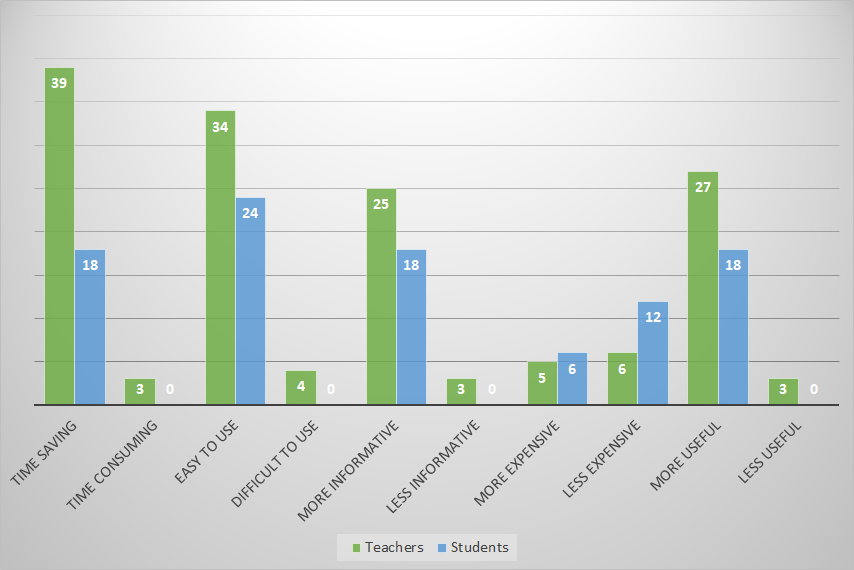 39
18
3
0
34
24
4
0
25
18
3
0
5
6
6
12
27
18
3
0
TIME SAVING
TIME CONSUMING
EASY TO USE
DIFFICULT TO USE
MORE INFORMATIVE
LESS INFORMATIVE
MORE EXPENSIVE
LESS EXPENSIVE
MORE USEFUL
LESS USEFUL
Teachers Students